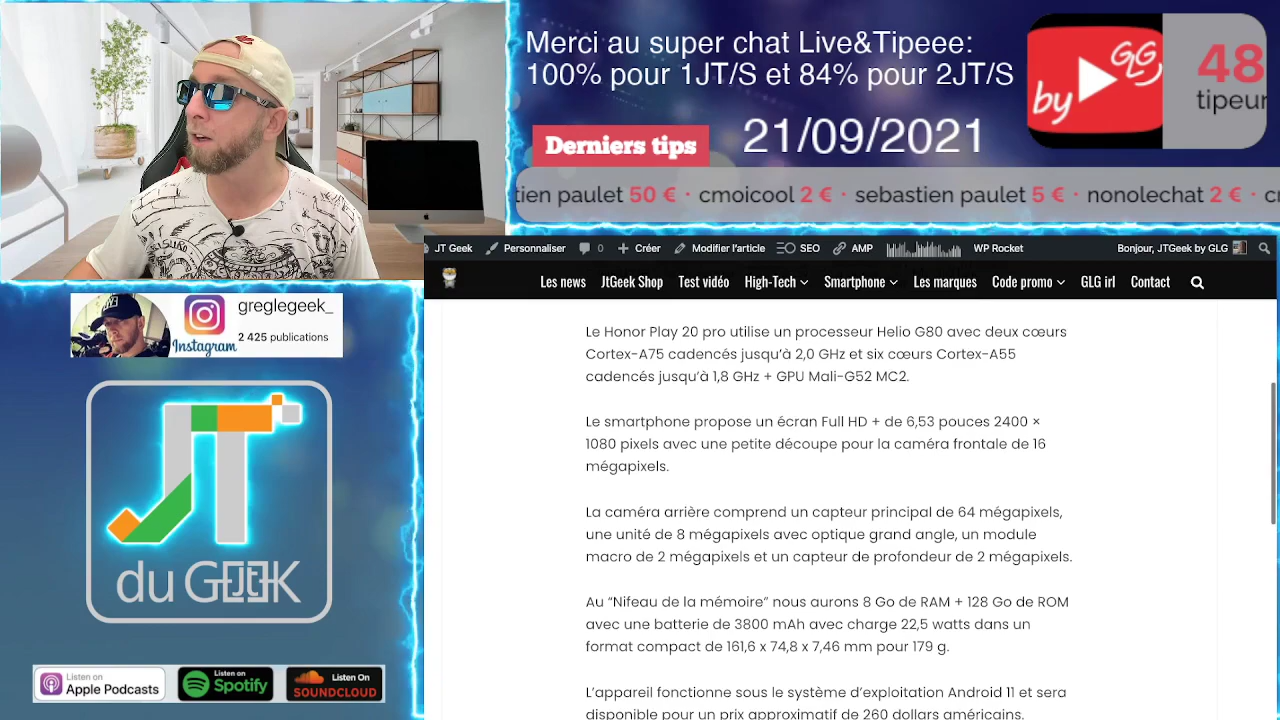 Merci au super chat Live&Tipeee:
100% pour 1JT/S et 84% pour 2JT/S
by GLG
48
tipeur
Derniers tips
21/09/2021
tien paulet 50 € · cmoicool 2 € · sebastien paulet 5 € · nonolechat 2 € ·
JT Geek Personnaliser 0 Créer Modifier l'article SEO AMP WP Rocket Bonjour, JTGeek by GLG
Les news JtGeek Shop Test vidéo High-Tech Smartphone Les marques Code promo GLG irl Contact
greglegeek_
2 425 publications
Instagram
JT
du GEEK
Listen on
Apple Podcasts
Listen on
Spotify
Listen On
SOUNDCLOUD
Le Honor Play 20 pro utilise un processeur Helio G80 avec deux cœurs
Cortex-A75 cadencés jusqu'à 2,0 GHz et six cœurs Cortex-A55
cadencés jusqu'à 1,8 GHz + GPU Mali-G52 MC2.
Le smartphone propose un écran Full HD + de 6,53 pouces 2400 ×
1080 pixels avec une petite découpe pour la caméra frontale de 16
mégapixels.
La caméra arrière comprend un capteur principal de 64 mégapixels,
une unité de 8 mégapixels avec optique grand angle, un module
macro de 2 mégapixels et un capteur de profondeur de 2 mégapixels.
Au “Nifeau de la mémoire” nous aurons 8 Go de RAM + 128 Go de ROM
avec une batterie de 3800 mAh avec charge 22,5 watts dans un
format compact de 161,6 x 74,8 x 7,46 mm pour 179 g.
L'appareil fonctionne sous le système d'exploitation Android 11 et sera
disponible pour un prix approximatif de 260 dollars américains.